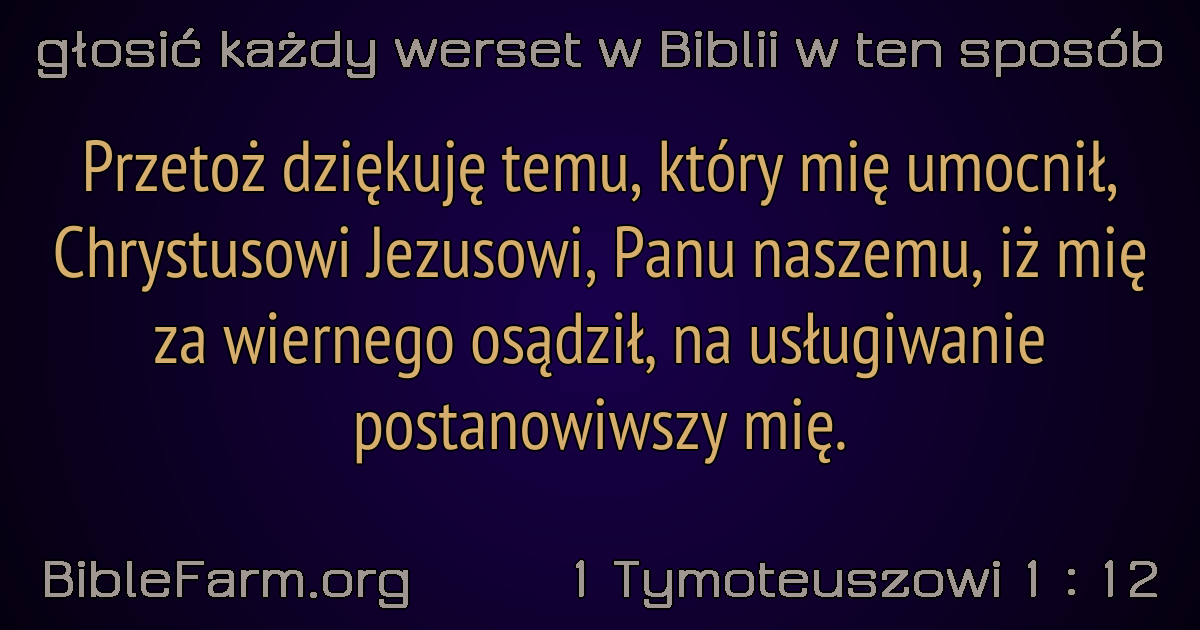 głosić każdy werset w Biblii w ten sposób
Przetoż dziękuję temu, który mię umocnił,
Chrystusowi Jezusowi, Panu naszemu, iż mię
za wiernego osądził, na usługiwanie
postanowiwszy mię.
BibleFarm.org 1 Tymoteuszowi 1 : 12